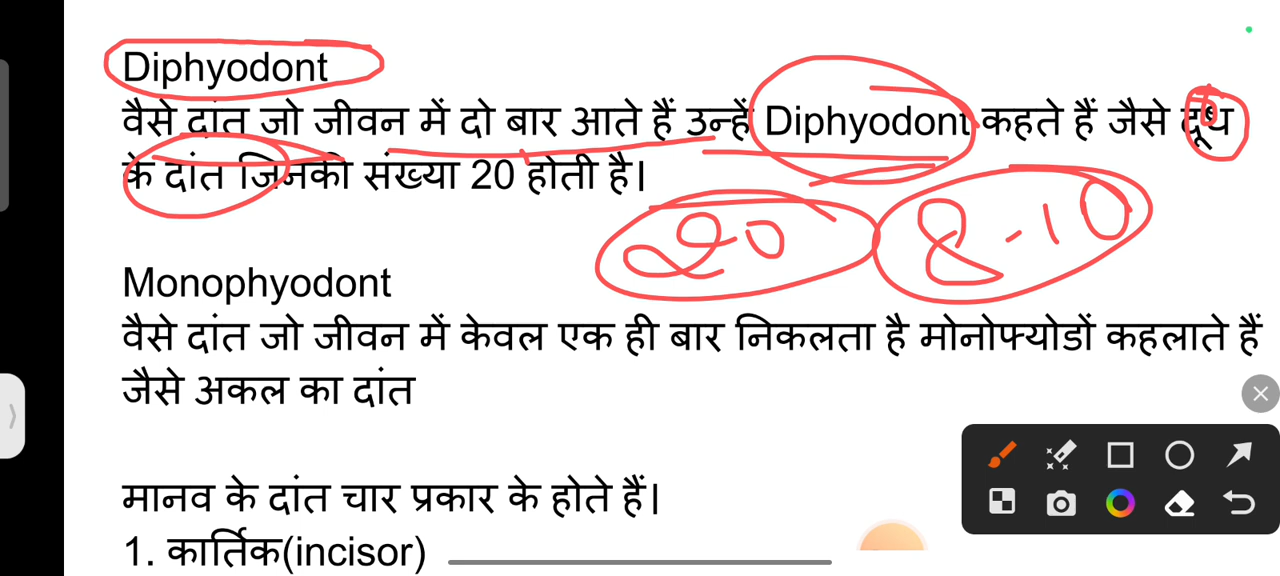 Diphyodont
वैसे दांत जो जीवन में दो बार आते हैं उन्हें Diphyodont कहते हैं जैसे दूध
के दांत जिनकी संख्या 20 होती है।
20 8-10
Monophyodont
वैसे दांत जो जीवन में केवल एक ही बार निकलता है मोनोफ्योडों कहलाते हैं
जैसे अकल का दांत
मानव के दांत चार प्रकार के होते हैं।
1. कार्तिक(incisor)